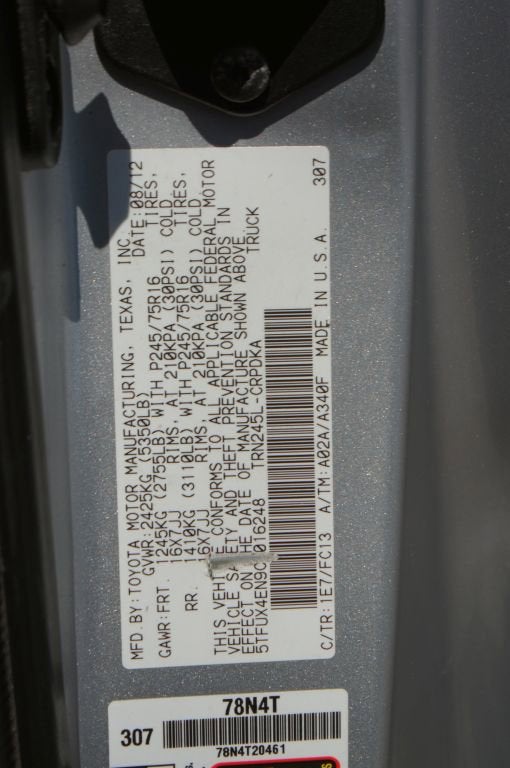 MFD. BY: TOYOTA MOTOR MANUFACTURING, TEXAS, INC.
GVWR: 2425KG (5350LB) DATE: 08/12
GAWR: FRT. 1245KG (2755LB) WITH P245/75R16 TIRES,
16X7JJ RIMS, AT 210KPA (30PSI) COLD
RR. 1410KG (3110LB) WITH P245/75R16 TIRES,
16X7JJ RIMS, AT 210KPA (30PSI) COLD
THIS CONFORMS TO ALL APPLICABLE FEDERAL MOTOR
VEHICLE AND THEFT PREVENTION STANDARDS IN
EFFECT ON THE DATE OF MANUFACTURE SHOWN ABOVE.
TRN245L-CRPDKA TRUCK
C/TR: 1E7/FC13 A/TM: A02A/A340F MADE IN U.S.A. 307
78N4T
307
78N4T20461